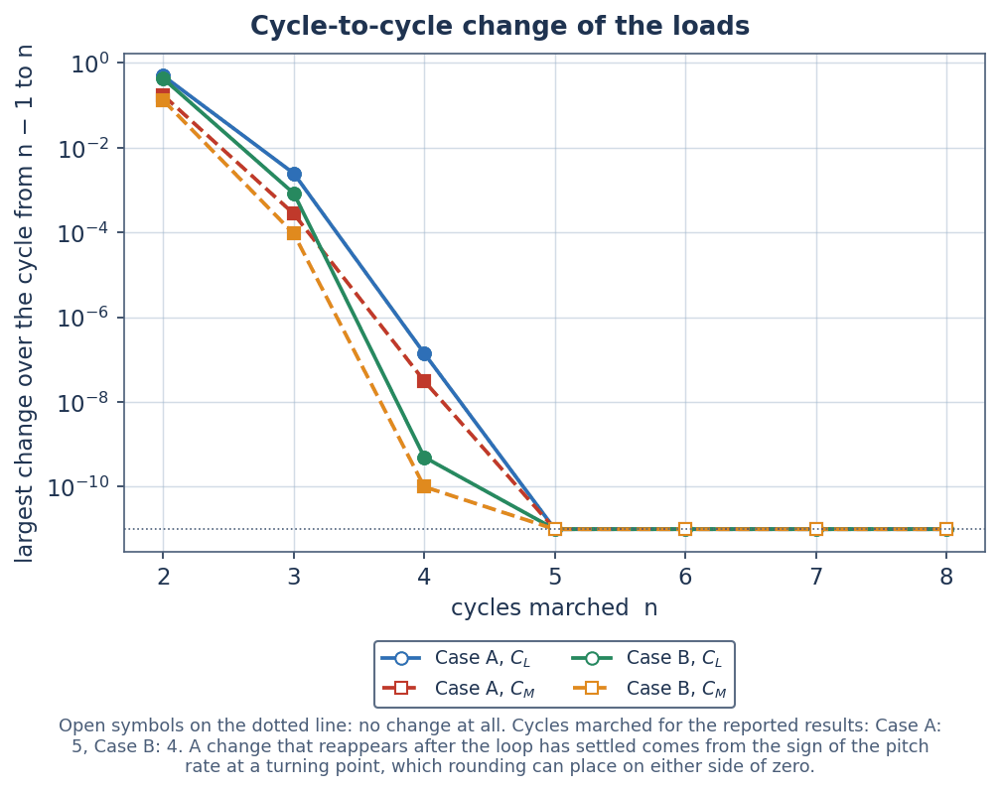 Cycle-to-cycle change of the loads
largest change over the cycle from n − 1 to n
10^0
10^−2
10^−4
10^−6
10^−8
10^−10
2 3 4 5 6 7 8
cycles marched n
Case A, C_L
Case B, C_L
Case A, C_M
Case B, C_M
Open symbols on the dotted line: no change at all. Cycles marched for the reported results: Case A:
5, Case B: 4. A change that reappears after the loop has settled comes from the sign of the pitch
rate at a turning point, which rounding can place on either side of zero.